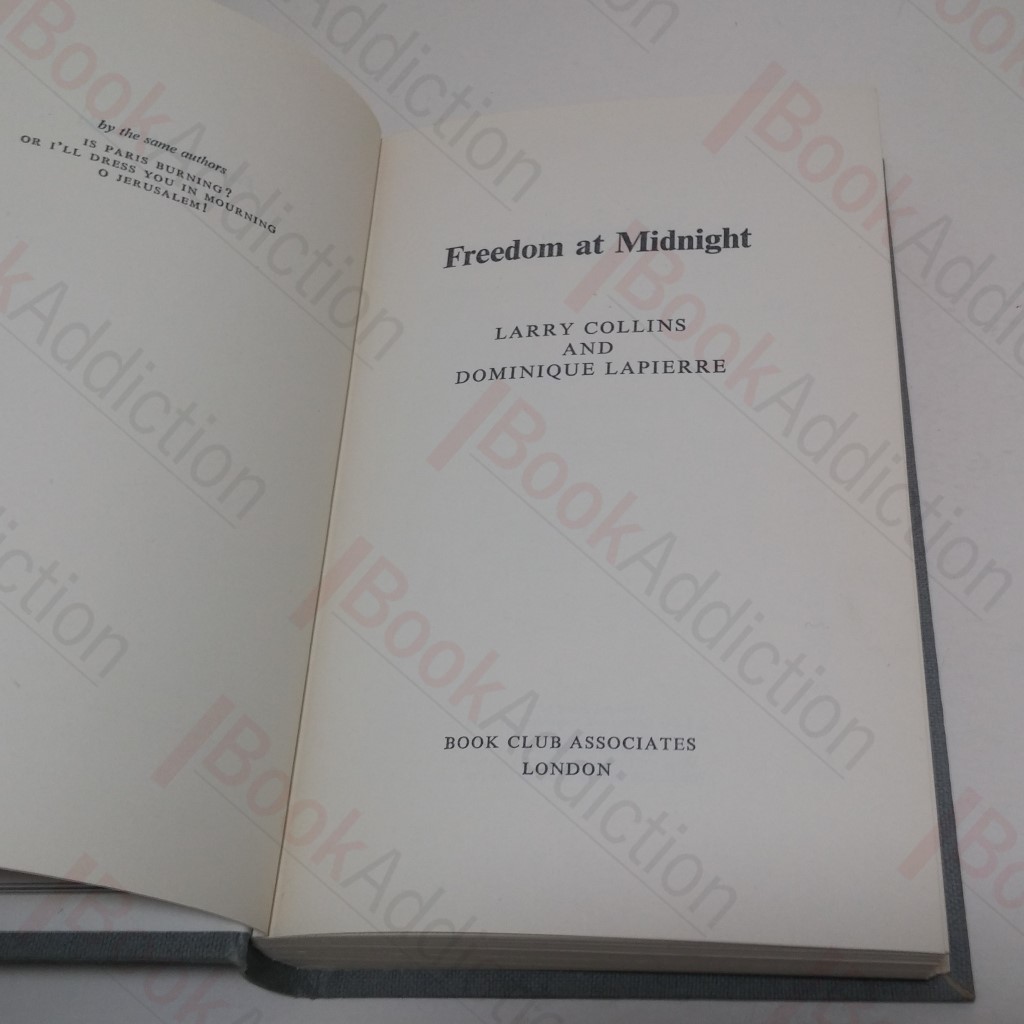 by the same authors
IS PARIS BURNING?
OR I'LL DRESS YOU IN MOURNING
O JERUSALEM!
Freedom at Midnight
LARRY COLLINS
AND
DOMINIQUE LAPIERRE
BOOK CLUB ASSOCIATES
LONDON
BookAddiction